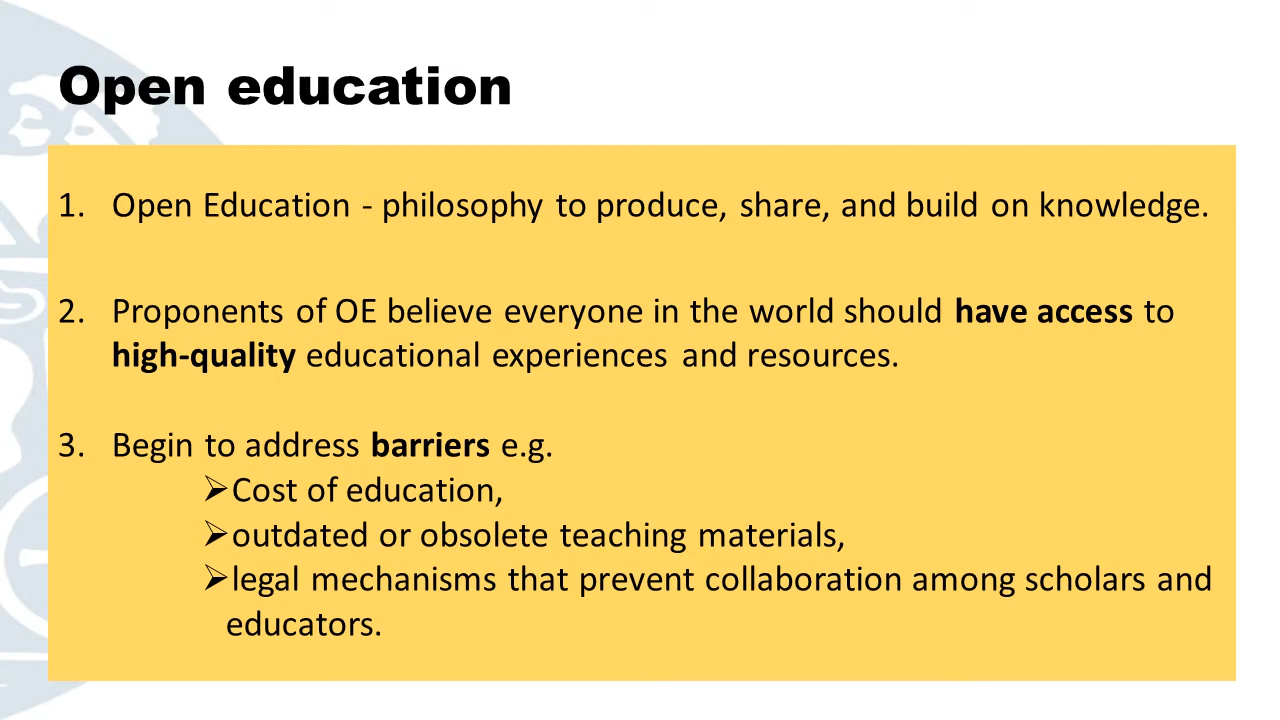 Open education
1. Open Education - philosophy to produce, share, and build on knowledge.
2. Proponents of OE believe everyone in the world should have access to
high-quality educational experiences and resources.
3. Begin to address barriers e.g.
➢Cost of education,
➢outdated or obsolete teaching materials,
➢legal mechanisms that prevent collaboration among scholars and
educators.